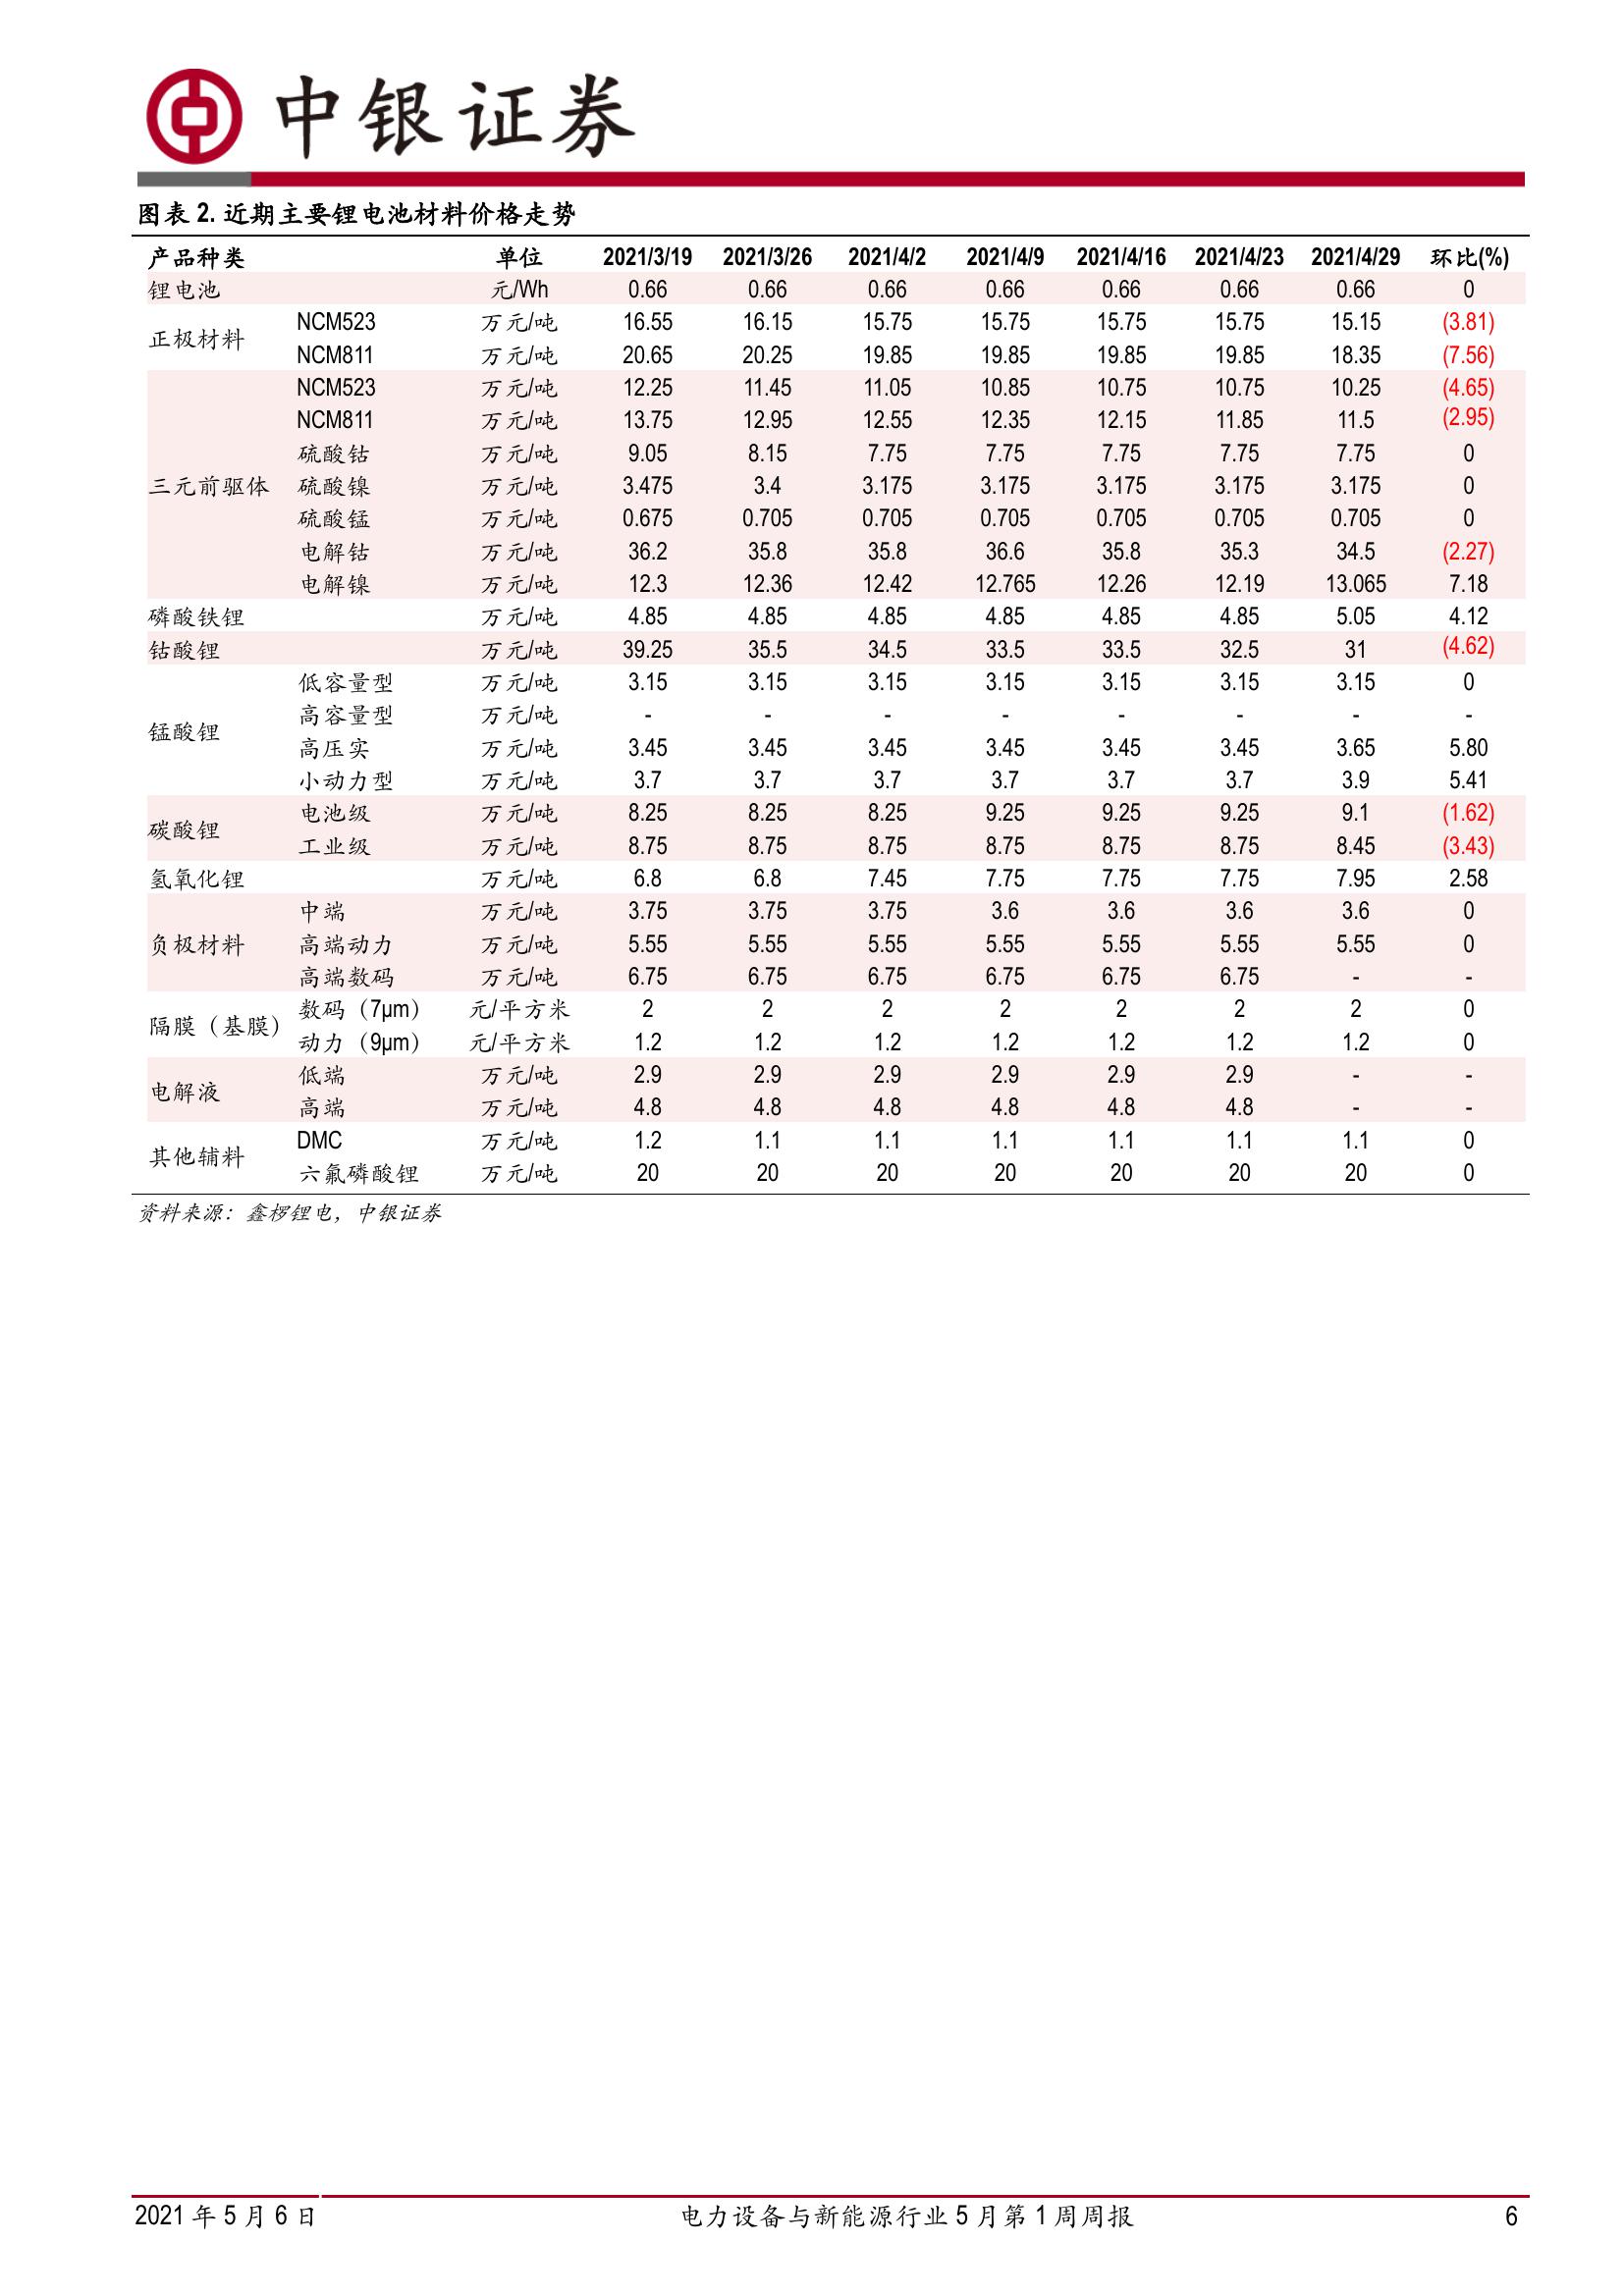 中银证券
图表 2. 近期主要锂电池材料价格走势
产品种类 单位 2021/3/19 2021/3/26 2021/4/2 2021/4/9 2021/4/16 2021/4/23 2021/4/29 环比(%)
锂电池 元/Wh 0.66 0.66 0.66 0.66 0.66 0.66 0.66 0
正极材料 NCM523 万元/吨 16.55 16.15 15.75 15.75 15.75 15.75 15.15 (3.81)
NCM811 万元/吨 20.65 20.25 19.85 19.85 19.85 19.85 18.35 (7.56)
三元前驱体 NCM523 万元/吨 12.25 11.45 11.05 10.85 10.75 10.75 10.25 (4.65)
NCM811 万元/吨 13.75 12.95 12.55 12.35 12.15 11.85 11.5 (2.95)
硫酸钴 万元/吨 9.05 8.15 7.75 7.75 7.75 7.75 7.75 0
硫酸镍 万元/吨 3.475 3.4 3.175 3.175 3.175 3.175 3.175 0
硫酸锰 万元/吨 0.675 0.705 0.705 0.705 0.705 0.705 0.705 0
电解钴 万元/吨 36.2 35.8 35.8 36.6 35.8 35.3 34.5 (2.27)
电解镍 万元/吨 12.3 12.36 12.42 12.765 12.26 12.19 13.065 7.18
磷酸铁锂 万元/吨 4.85 4.85 4.85 4.85 4.85 4.85 5.05 4.12
钴酸锂 万元/吨 39.25 35.5 34.5 33.5 33.5 32.5 31 (4.62)
锰酸锂 低容量型 万元/吨 3.15 3.15 3.15 3.15 3.15 3.15 3.15 0
高容量型 万元/吨 - - - - - - - -
高压实 万元/吨 3.45 3.45 3.45 3.45 3.45 3.45 3.65 5.80
小动力型 万元/吨 3.7 3.7 3.7 3.7 3.7 3.7 3.9 5.41
碳酸锂 电池级 万元/吨 8.25 8.25 8.25 9.25 9.25 9.25 9.1 (1.62)
工业级 万元/吨 8.75 8.75 8.75 8.75 8.75 8.75 8.45 (3.43)
氢氧化锂 万元/吨 6.8 6.8 7.45 7.75 7.75 7.75 7.95 2.58
负极材料 中端 万元/吨 3.75 3.75 3.75 3.6 3.6 3.6 3.6 0
高端动力 万元/吨 5.55 5.55 5.55 5.55 5.55 5.55 5.55 0
高端数码 万元/吨 6.75 6.75 6.75 6.75 6.75 6.75 - -
隔膜（基膜） 数码（7μm） 元/平方米 2 2 2 2 2 2 2 0
动力（9μm） 元/平方米 1.2 1.2 1.2 1.2 1.2 1.2 1.2 0
电解液 低端 万元/吨 2.9 2.9 2.9 2.9 2.9 2.9 - -
高端 万元/吨 4.8 4.8 4.8 4.8 4.8 4.8 - -
其他辅料 DMC 万元/吨 1.2 1.1 1.1 1.1 1.1 1.1 1.1 0
六氟磷酸锂 万元/吨 20 20 20 20 20 20 20 0
资料来源：鑫椤锂电，中银证券
2021 年 5 月 6 日 电力设备与新能源行业 5 月第 1 周周报 6